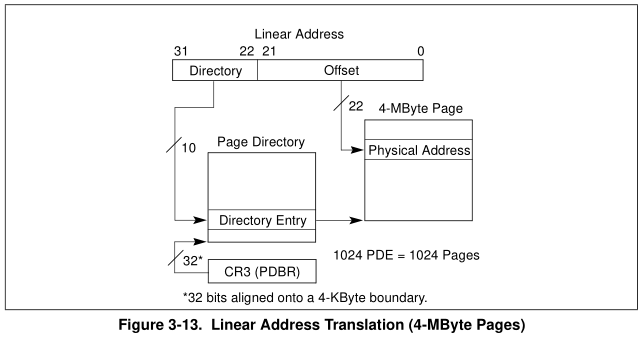 Linear Address
31 22 21 0
Directory Offset
22
4-MByte Page
10
Page Directory
Physical Address
Directory Entry
32*
CR3 (PDBR)
1024 PDE = 1024 Pages
*32 bits aligned onto a 4-KByte boundary.
Figure 3-13. Linear Address Translation (4-MByte Pages)